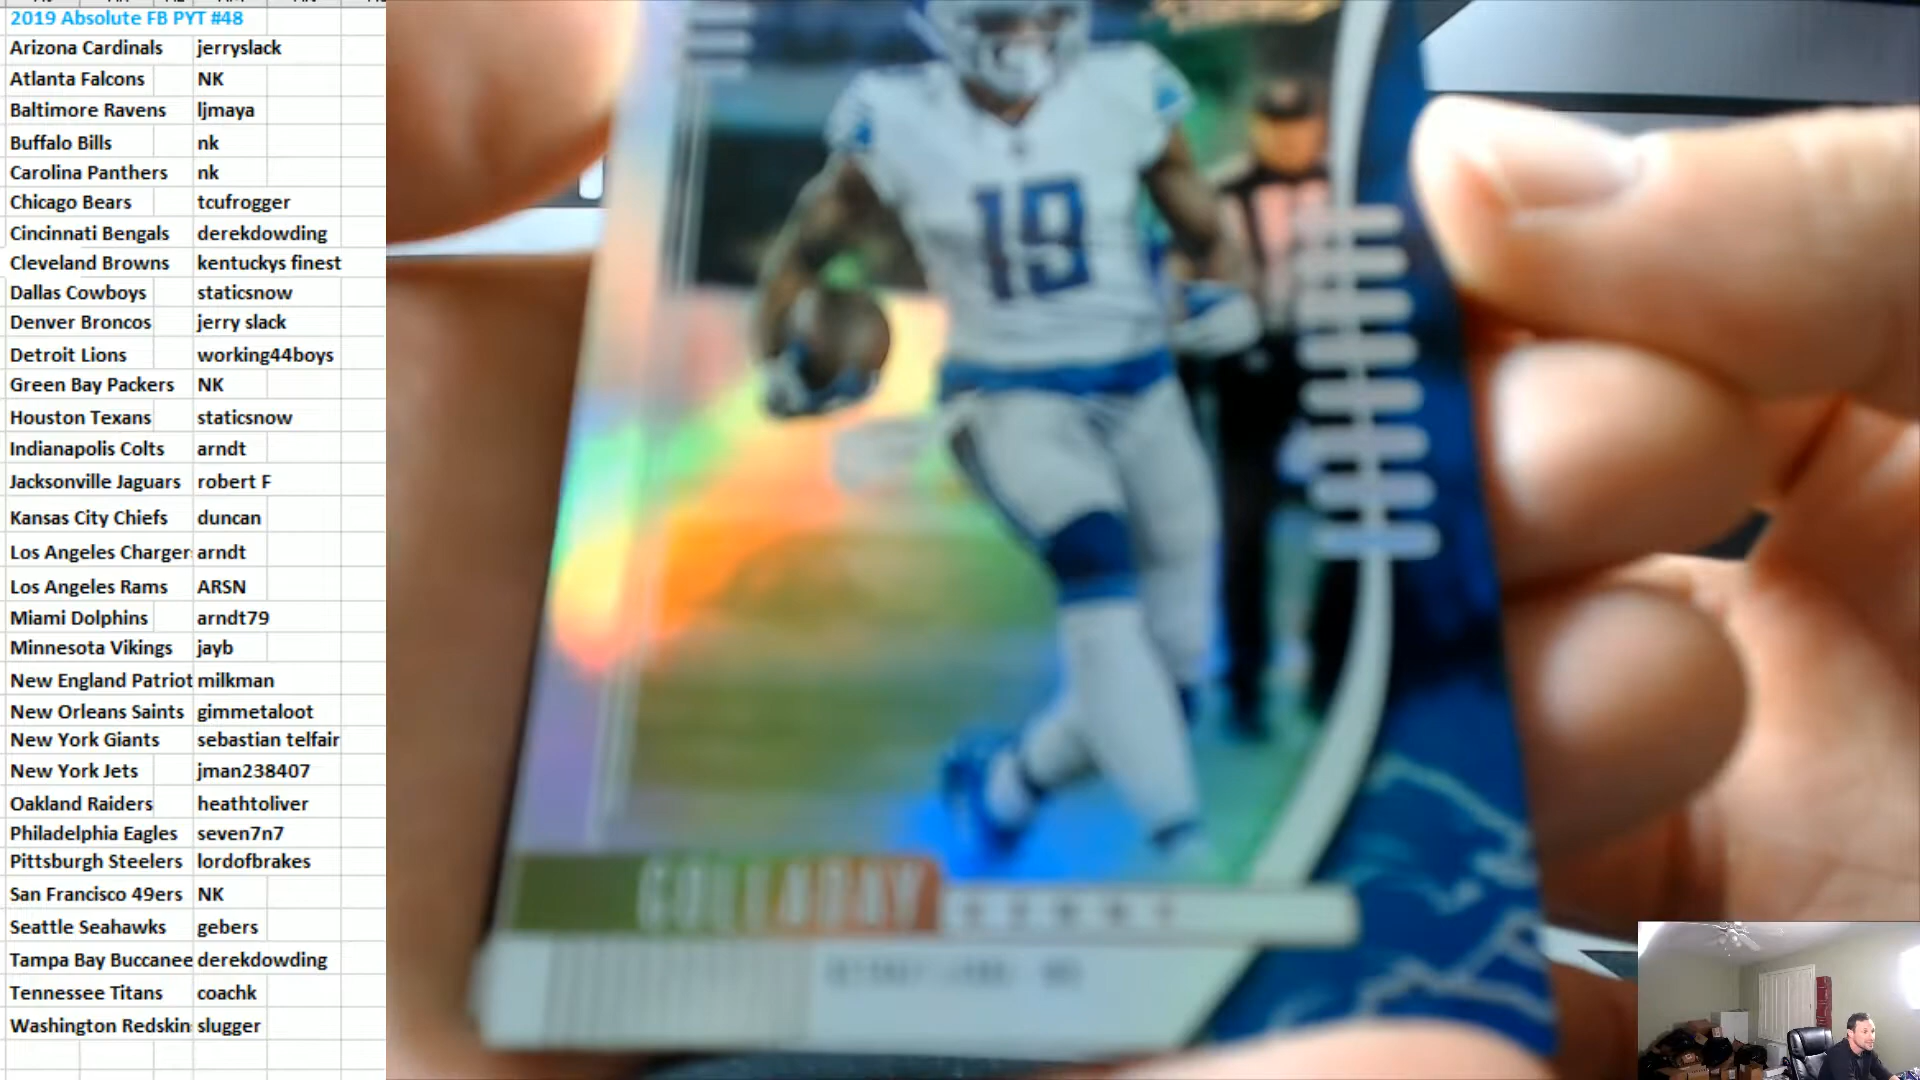 2019 Absolute FB PYT #48
Arizona Cardinals jerryslack
Atlanta Falcons NK
Baltimore Ravens ljmaya
Buffalo Bills nk
Carolina Panthers nk
Chicago Bears tcufrogger
Cincinnati Bengals derekdowding
Cleveland Browns kentuckys finest
Dallas Cowboys staticsnow
Denver Broncos jerry slack
Detroit Lions working44boys
Green Bay Packers NK
Houston Texans staticsnow
Indianapolis Colts arndt
Jacksonville Jaguars robert F
Kansas City Chiefs duncan
Los Angeles Charger arndt
Los Angeles Rams ARSN
Miami Dolphins arndt79
Minnesota Vikings jayb
New England Patriot milkman
New Orleans Saints gimmetaloot
New York Giants sebastian telfair
New York Jets jman238407
Oakland Raiders heathtoliver
Philadelphia Eagles seven7n7
Pittsburgh Steelers lordofbrakes
San Francisco 49ers NK
Seattle Seahawks gebers
Tampa Bay Buccanee derekdowding
Tennessee Titans coachk
Washington Redskin slugger
19
GOLLADAY KENNY
DETROIT LIONS - WR